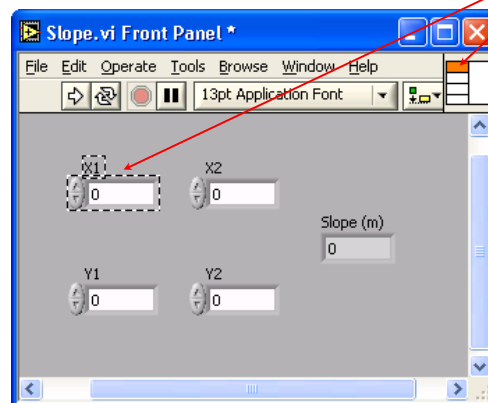 Slope.vi Front Panel *
File Edit Operate Tools Browse Window Help
13pt Application Font
X1 X2
0 0
Slope (m)
0
Y1 Y2
0 0